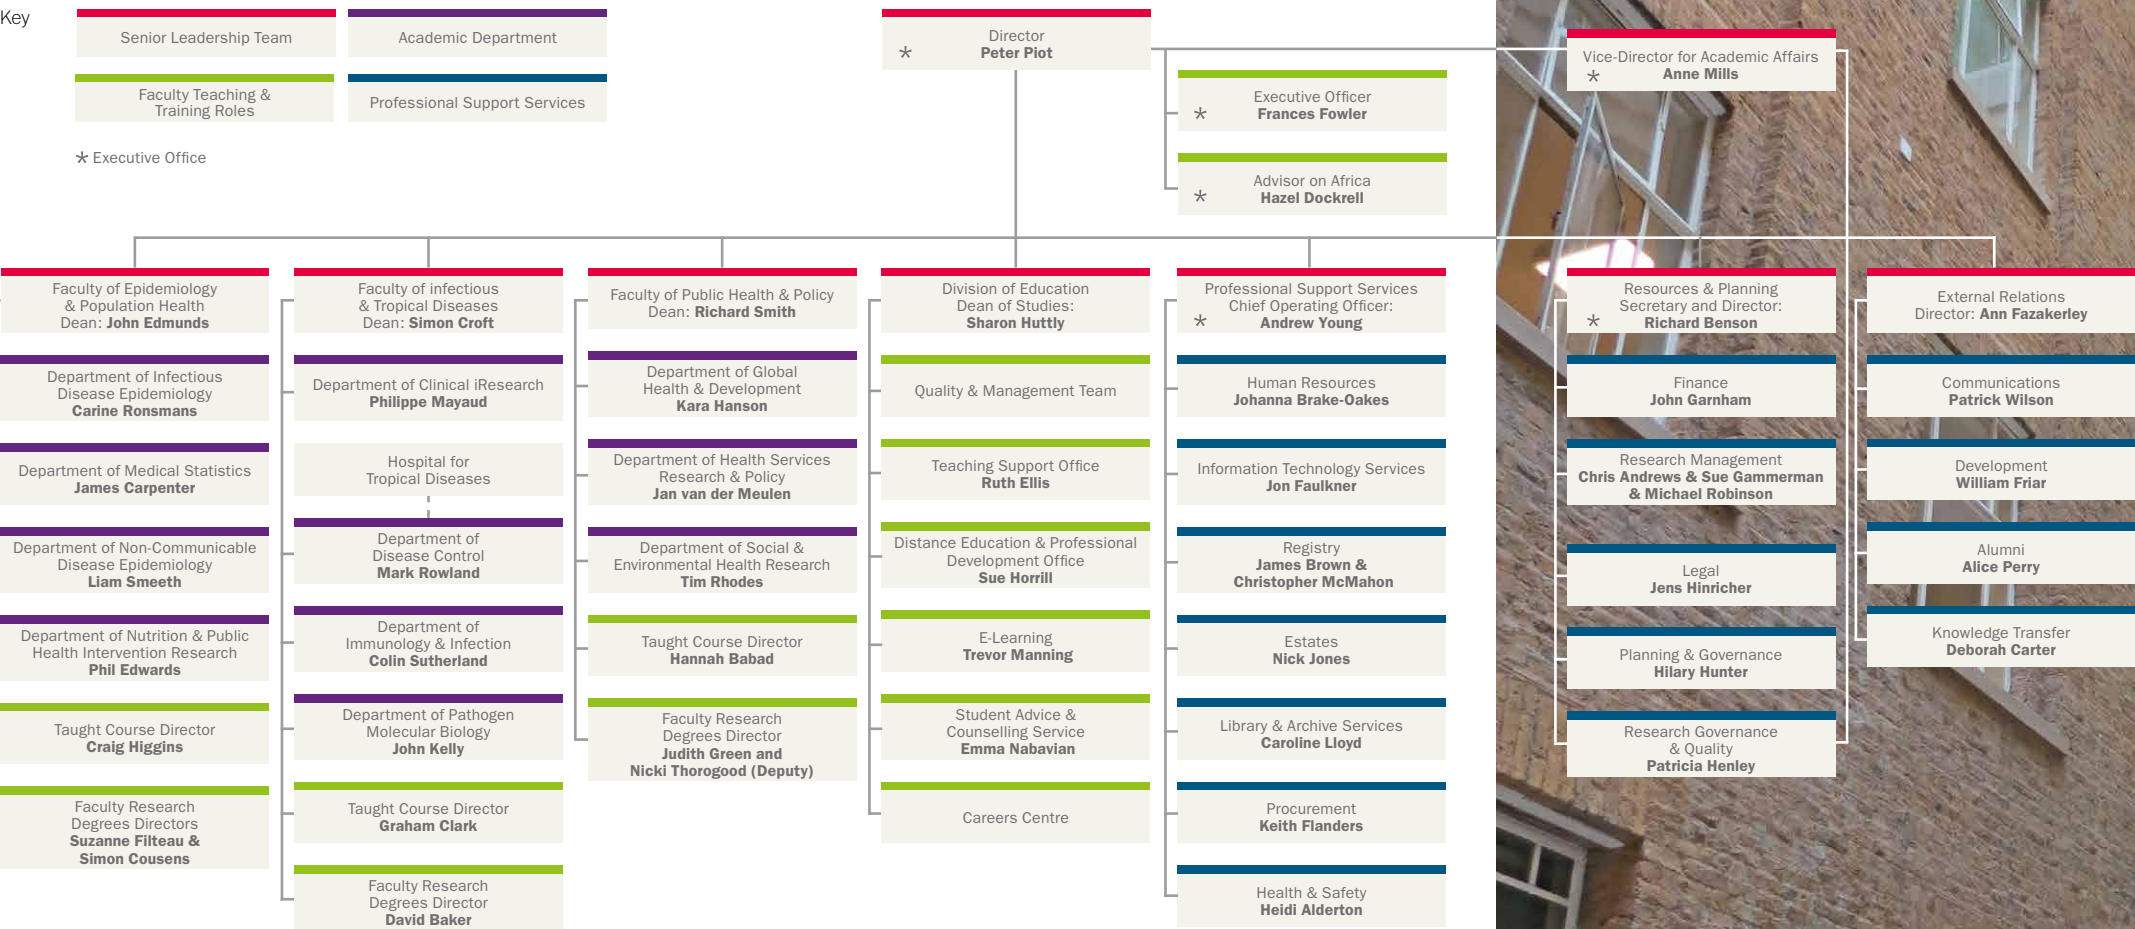 Key
Senior Leadership Team
Academic Department
Faculty Teaching &
Training Roles
Professional Support Services
* Executive Office
Director
* Peter Piot
Executive Officer
* Frances Fowler
Advisor on Africa
* Hazel Dockrell
Vice-Director for Academic Affairs
* Anne Mills
Faculty of Epidemiology
& Population Health
Dean: John Edmunds
Department of Infectious
Disease Epidemiology
Carine Ronsmans
Department of Medical Statistics
James Carpenter
Department of Non-Communicable
Disease Epidemiology
Liam Smeeth
Department of Nutrition & Public
Health Intervention Research
Phil Edwards
Taught Course Director
Craig Higgins
Faculty Research
Degrees Directors
Suzanne Filteau &
Simon Cousens
Faculty of infectious
& Tropical Diseases
Dean: Simon Croft
Department of Clinical iResearch
Philippe Mayaud
Hospital for
Tropical Diseases
Department of
Disease Control
Mark Rowland
Department of
Immunology & Infection
Colin Sutherland
Department of Pathogen
Molecular Biology
John Kelly
Taught Course Director
Graham Clark
Faculty Research
Degrees Director
David Baker
Faculty of Public Health & Policy
Dean: Richard Smith
Department of Global
Health & Development
Kara Hanson
Department of Health Services
Research & Policy
Jan van der Meulen
Department of Social &
Environmental Health Research
Tim Rhodes
Taught Course Director
Hannah Babad
Faculty Research
Degrees Director
Judith Green and
Nicki Thorogood (Deputy)
Division of Education
Dean of Studies:
Sharon Huttly
Quality & Management Team
Teaching Support Office
Ruth Ellis
Distance Education & Professional
Development Office
Sue Horrill
E-Learning
Trevor Manning
Student Advice &
Counselling Service
Emma Nabavian
Careers Centre
Professional Support Services
Chief Operating Officer:
* Andrew Young
Human Resources
Johanna Brake-Oakes
Information Technology Services
Jon Faulkner
Registry
James Brown &
Christopher McMahon
Estates
Nick Jones
Library & Archive Services
Caroline Lloyd
Procurement
Keith Flanders
Health & Safety
Heidi Alderton
Resources & Planning
Secretary and Director:
* Richard Benson
Finance
John Garnham
Research Management
Chris Andrews & Sue Gammerman
& Michael Robinson
Legal
Jens Hinricher
Planning & Governance
Hilary Hunter
Research Governance
& Quality
Patricia Henley
External Relations
Director: Ann Fazakerley
Communications
Patrick Wilson
Development
William Friar
Alumni
Alice Perry
Knowledge Transfer
Deborah Carter